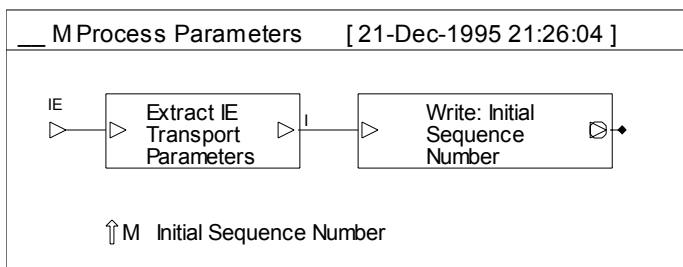 __ M Process Parameters [ 21-Dec-1995 21:26:04 ]
IE
Extract IE
Transport
Parameters
I
Write: Initial
Sequence
Number
⇧ M Initial Sequence Number